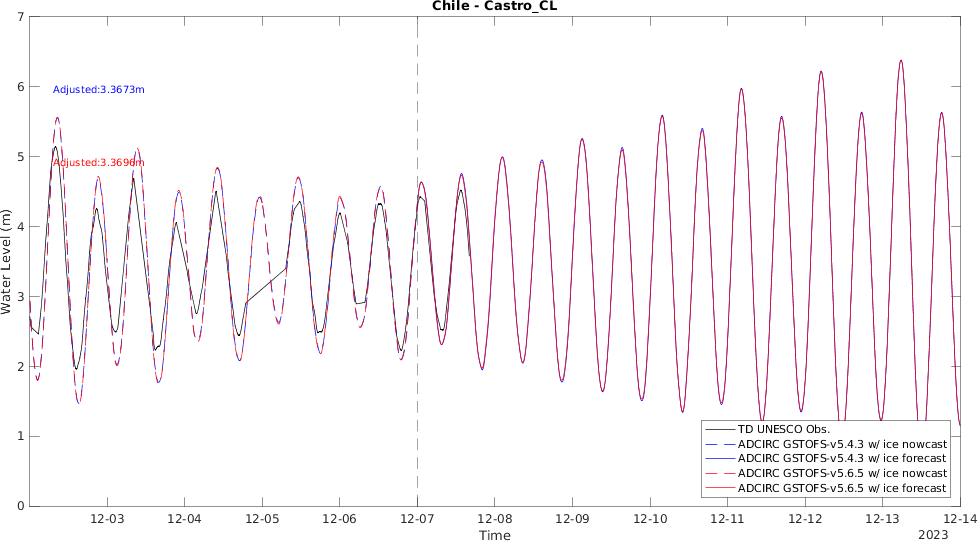 Chile - Castro_CL
7
6
5
4
3
2
1
0
Water Level (m)
Adjusted:3.3673m
Adjusted:3.3696m
TD UNESCO Obs.
ADCIRC GSTOFS-v5.4.3 w/ ice nowcast
ADCIRC GSTOFS-v5.4.3 w/ ice forecast
ADCIRC GSTOFS-v5.6.5 w/ ice nowcast
ADCIRC GSTOFS-v5.6.5 w/ ice forecast
12-03 12-04 12-05 12-06 12-07 12-08 12-09 12-10 12-11 12-12 12-13 12-14
Time
2023